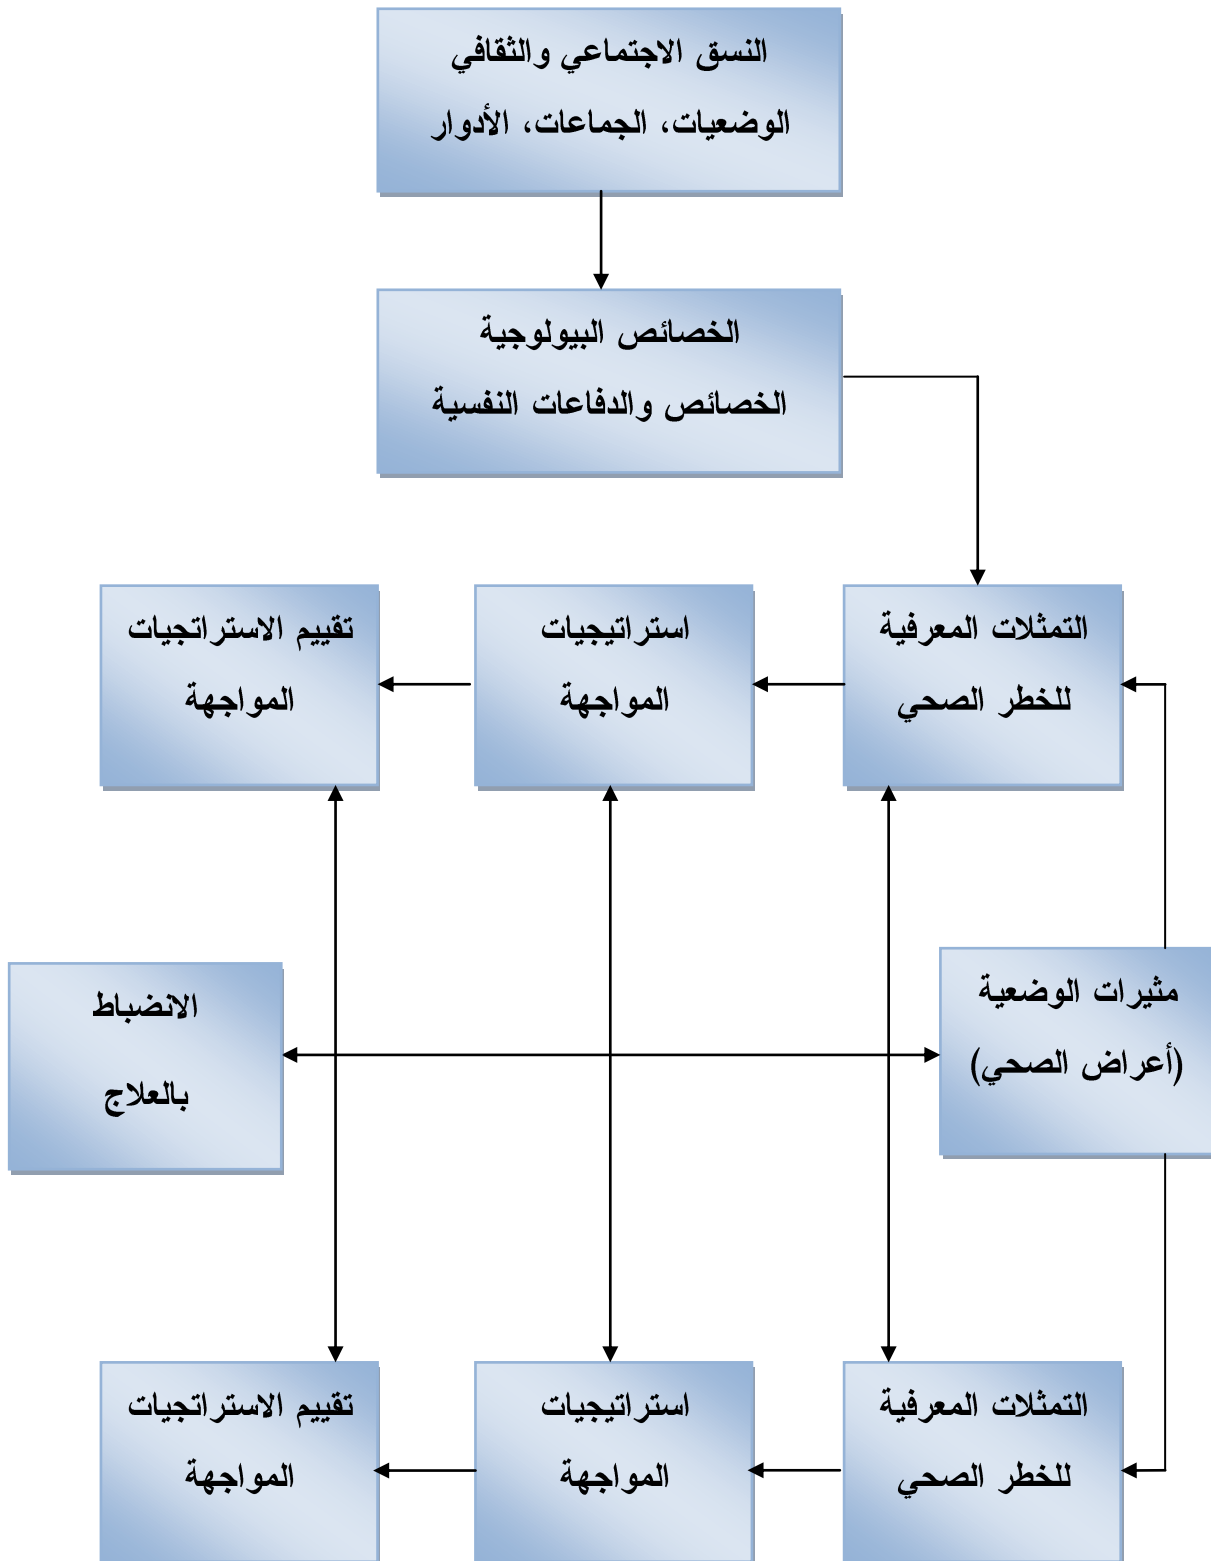 النسق الاجتماعي والثقافي
الوضعيات، الجماعات، الأدوار
الخصائص البيولوجية
الخصائص والدفاعات النفسية
التمثلات المعرفية
للخطر الصحي
استراتيجيات
المواجهة
تقييم الاستراتجيات
المواجهة
مثيرات الوضعية
(أعراض الصحي)
الانضباط
بالعلاج
التمثلات المعرفية
للخطر الصحي
استراتيجيات
المواجهة
تقييم الاستراتجيات
المواجهة